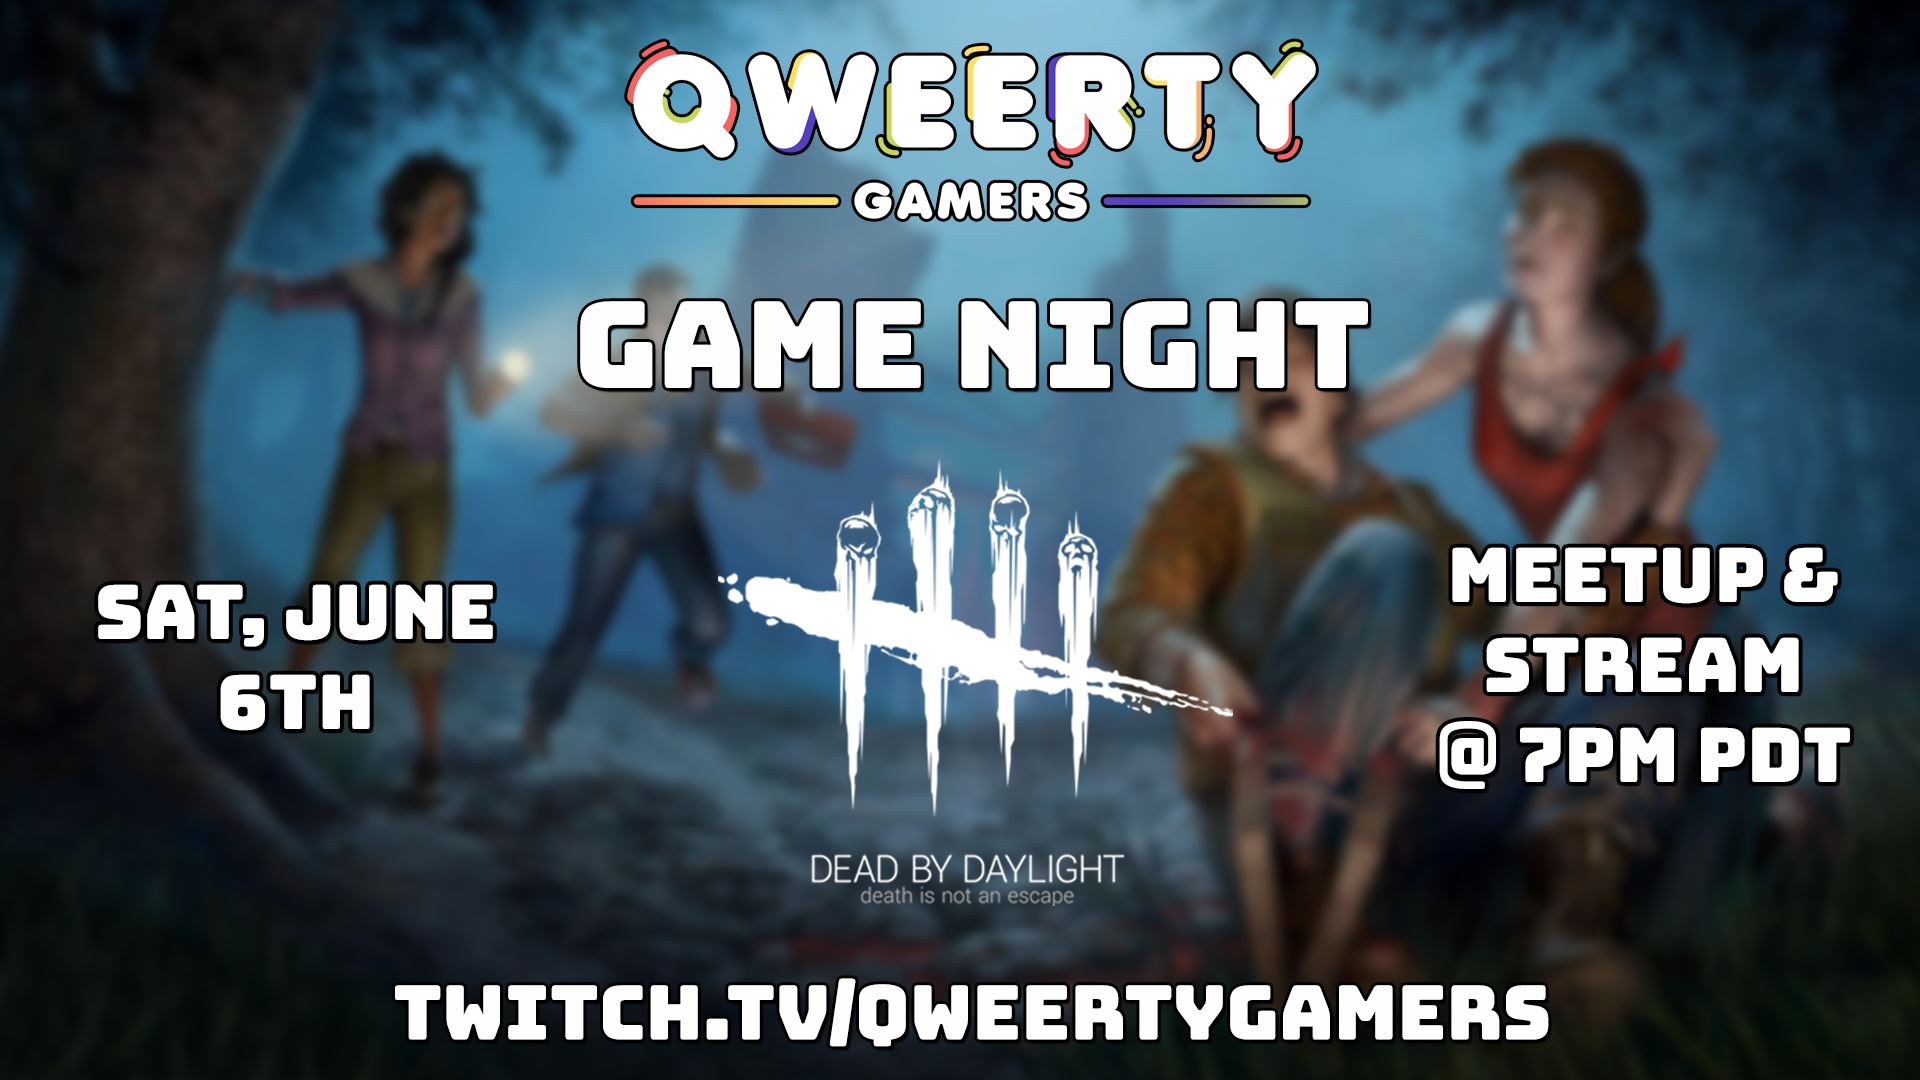 QWEERTY
GAMERS
GAME NIGHT
SAT, JUNE
6TH
MEETUP &
STREAM
@ 7PM PDT
DEAD BY DAYLIGHT
death is not an escape
TWITCH.TV/QWEERTYGAMERS